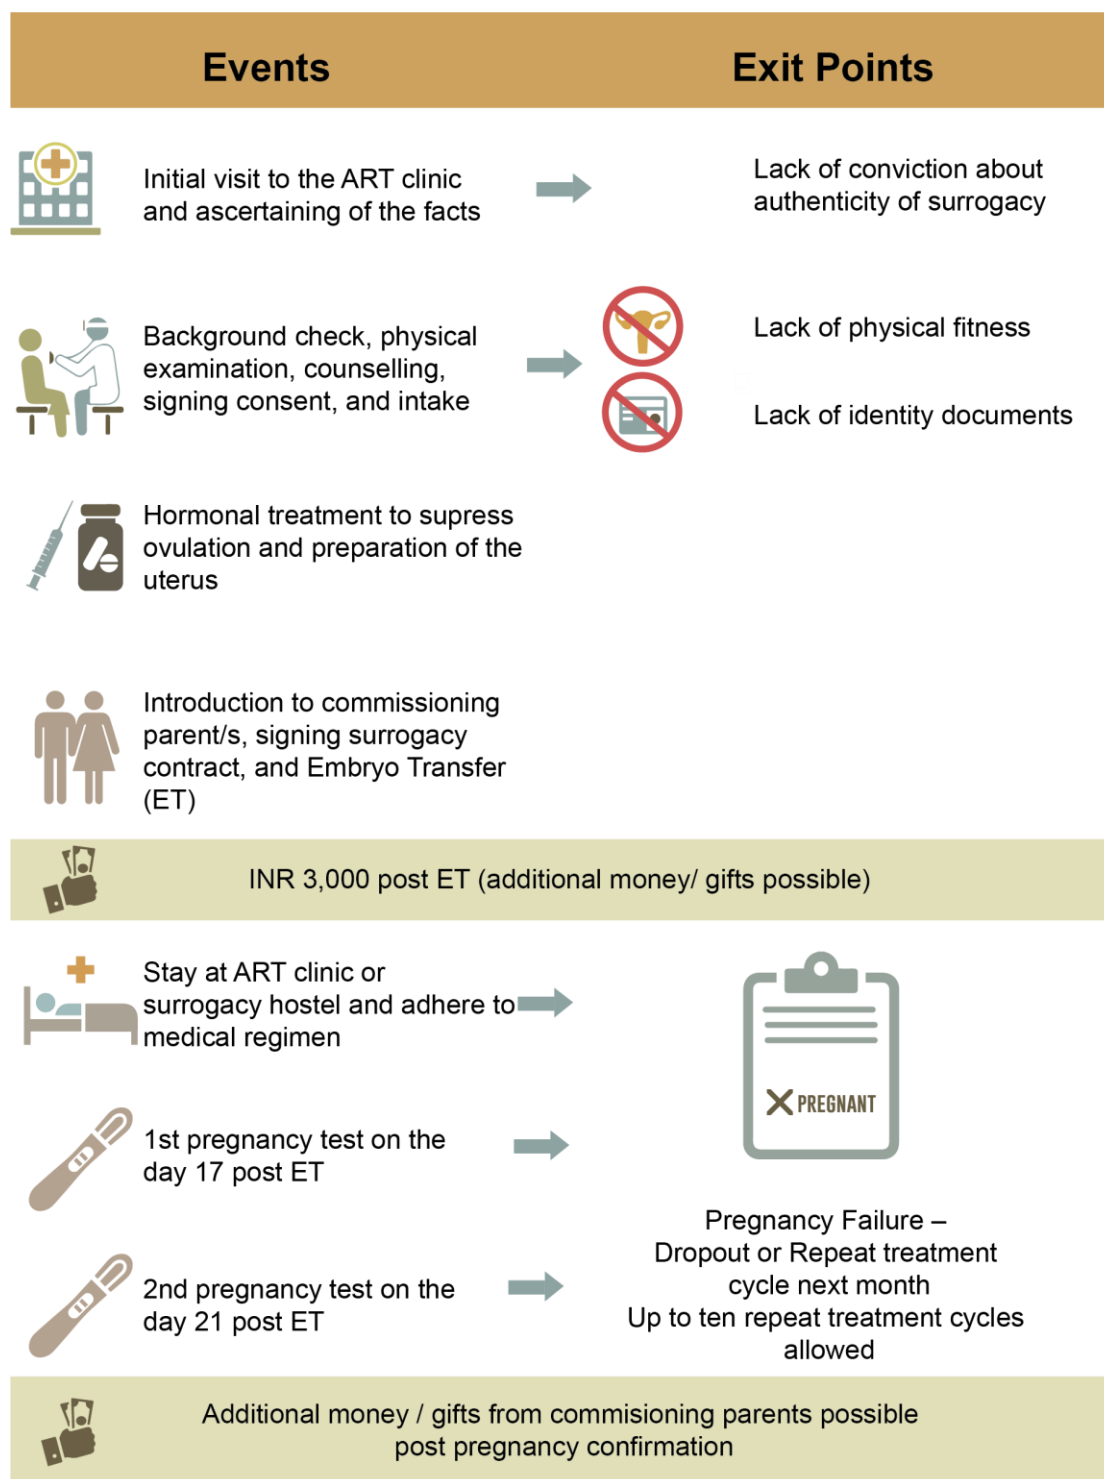 Events
Exit Points
Initial visit to the ART clinic
and ascertaining of the facts
Lack of conviction about
authenticity of surrogacy
Background check, physical
examination, counselling,
signing consent, and intake
Lack of physical fitness
Lack of identity documents
Hormonal treatment to supress
ovulation and preparation of the
uterus
Introduction to commissioning
parent/s, signing surrogacy
contract, and Embryo Transfer
(ET)
INR 3,000 post ET (additional money/ gifts possible)
Stay at ART clinic or
surrogacy hostel and adhere to
medical regimen
1st pregnancy test on the
day 17 post ET
2nd pregnancy test on the
day 21 post ET
PREGNANT
Pregnancy Failure –
Dropout or Repeat treatment
cycle next month
Up to ten repeat treatment cycles
allowed
Additional money / gifts from commisioning parents possible
post pregnancy confirmation